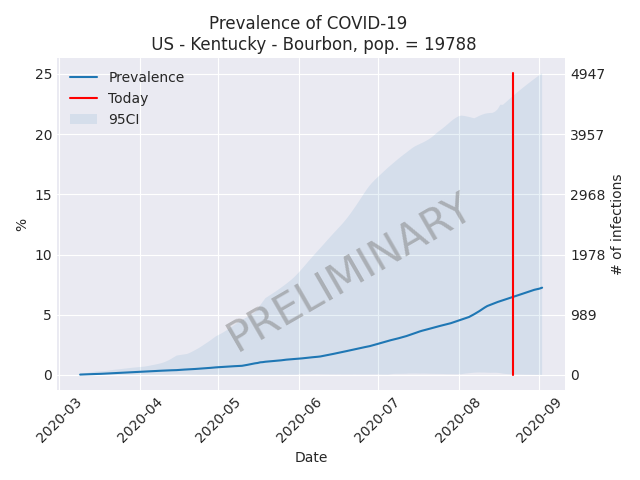 Prevalence of COVID-19
US - Kentucky - Bourbon, pop. = 19788
Prevalence
Today
95CI
PRELIMINARY
%
25
20
15
10
5
0
4947
3957
2968
1978
989
0
# of infections
2020-03
2020-04
2020-05
2020-06
2020-07
2020-08
2020-09
Date